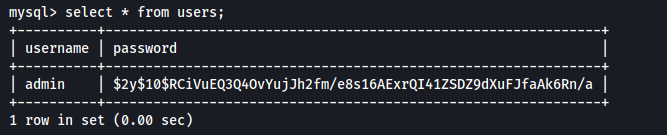 mysql> select * from users;
+----------+--------------------------------------------------------------+
| username | password                                                     |
+----------+--------------------------------------------------------------+
| admin    | $2y$10$RCiVuEQ3Q4OvYujJh2fm/e8s16AExrQI41ZSDZ9dXuFJfaAk6Rn/a |
+----------+--------------------------------------------------------------+
1 row in set (0.00 sec)